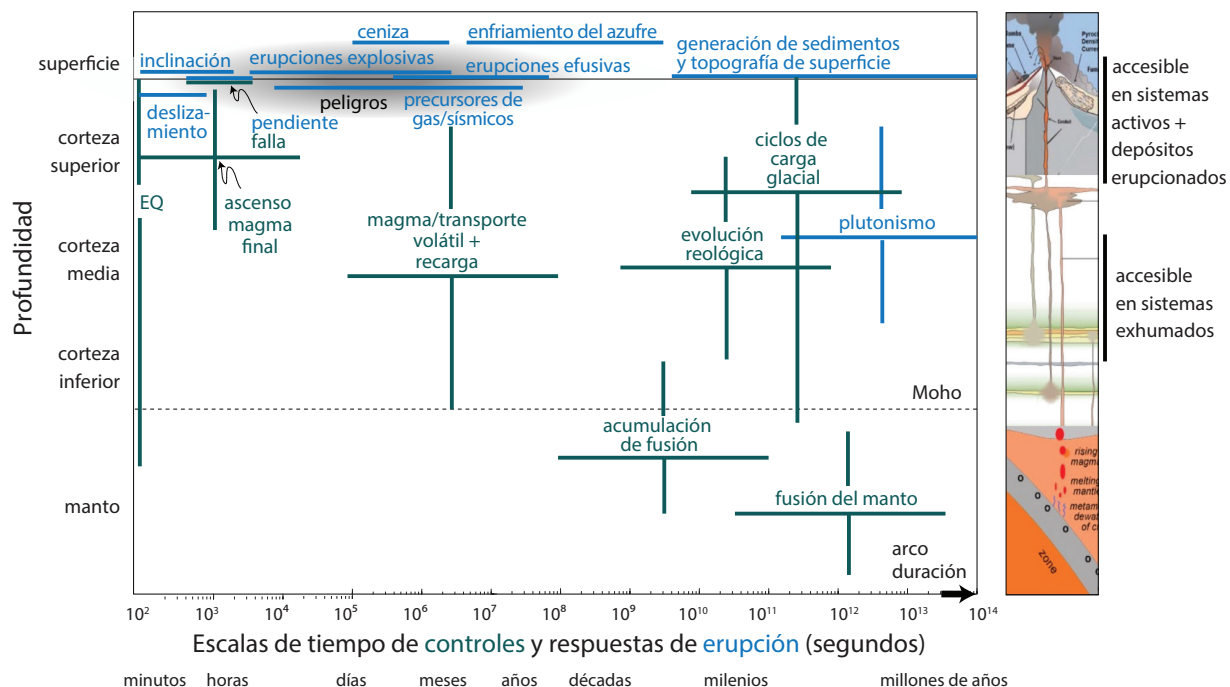 ceniza
enfriamiento del azufre
superficie
inclinación
erupciones explosivas
erupciones efusivas
generación de sedimentos
y topografía de superficie
desliza-
miento
pendiente
falla
peligros
precursores de
gas/sísmicos
corteza
superior
ciclos de
carga
glacial
EQ
ascenso
magma
final
magma/transporte
volátil +
recarga
evolución
reológica
plutonismo
corteza
media
corteza
inferior
Moho
acumulación
de fusión
manto
fusión del manto
arco
duración
Profundidad
10² 10³ 10⁴ 10⁵ 10⁶ 10⁷ 10⁸ 10⁹ 10¹⁰ 10¹¹ 10¹² 10¹³ 10¹⁴
Escalas de tiempo de controles y respuestas de erupción (segundos)
minutos horas días meses años décadas milenios millones de años
accesible
en sistemas
activos +
depósitos
erupcionados
accesible
en sistemas
exhumados
rising
magm
melting
mantle
metam
dewa
of c
zone